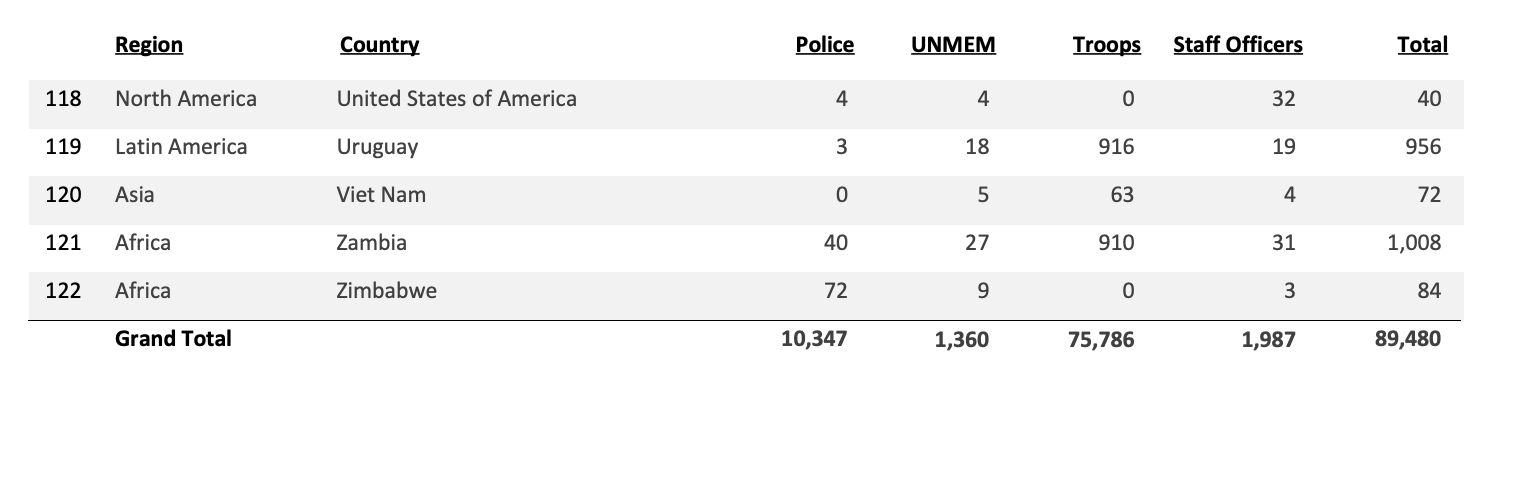 Region Country Police UNMEM Troops Staff Officers Total
118 North America United States of America 4 4 0 32 40
119 Latin America Uruguay 3 18 916 19 956
120 Asia Viet Nam 0 5 63 4 72
121 Africa Zambia 40 27 910 31 1,008
122 Africa Zimbabwe 72 9 0 3 84
Grand Total 10,347 1,360 75,786 1,987 89,480